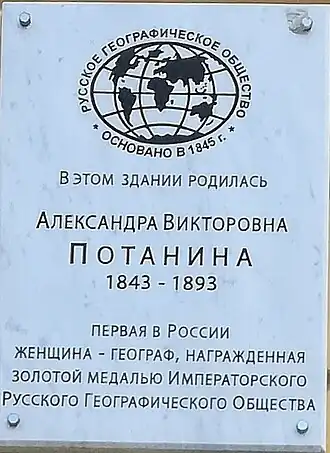 РУССКОЕ ГЕОГРАФИЧЕСКОЕ ОБЩЕСТВО
* ОСНОВАНО В 1845 г. *
В ЭТОМ ЗДАНИИ РОДИЛАСЬ
АЛЕКСАНДРА ВИКТОРОВНА
ПОТАНИНА
1843 - 1893
ПЕРВАЯ В РОССИИ
ЖЕНЩИНА - ГЕОГРАФ, НАГРАЖДЕННАЯ
ЗОЛОТОЙ МЕДАЛЬЮ ИМПЕРАТОРСКОГО
РУССКОГО ГЕОГРАФИЧЕСКОГО ОБЩЕСТВА